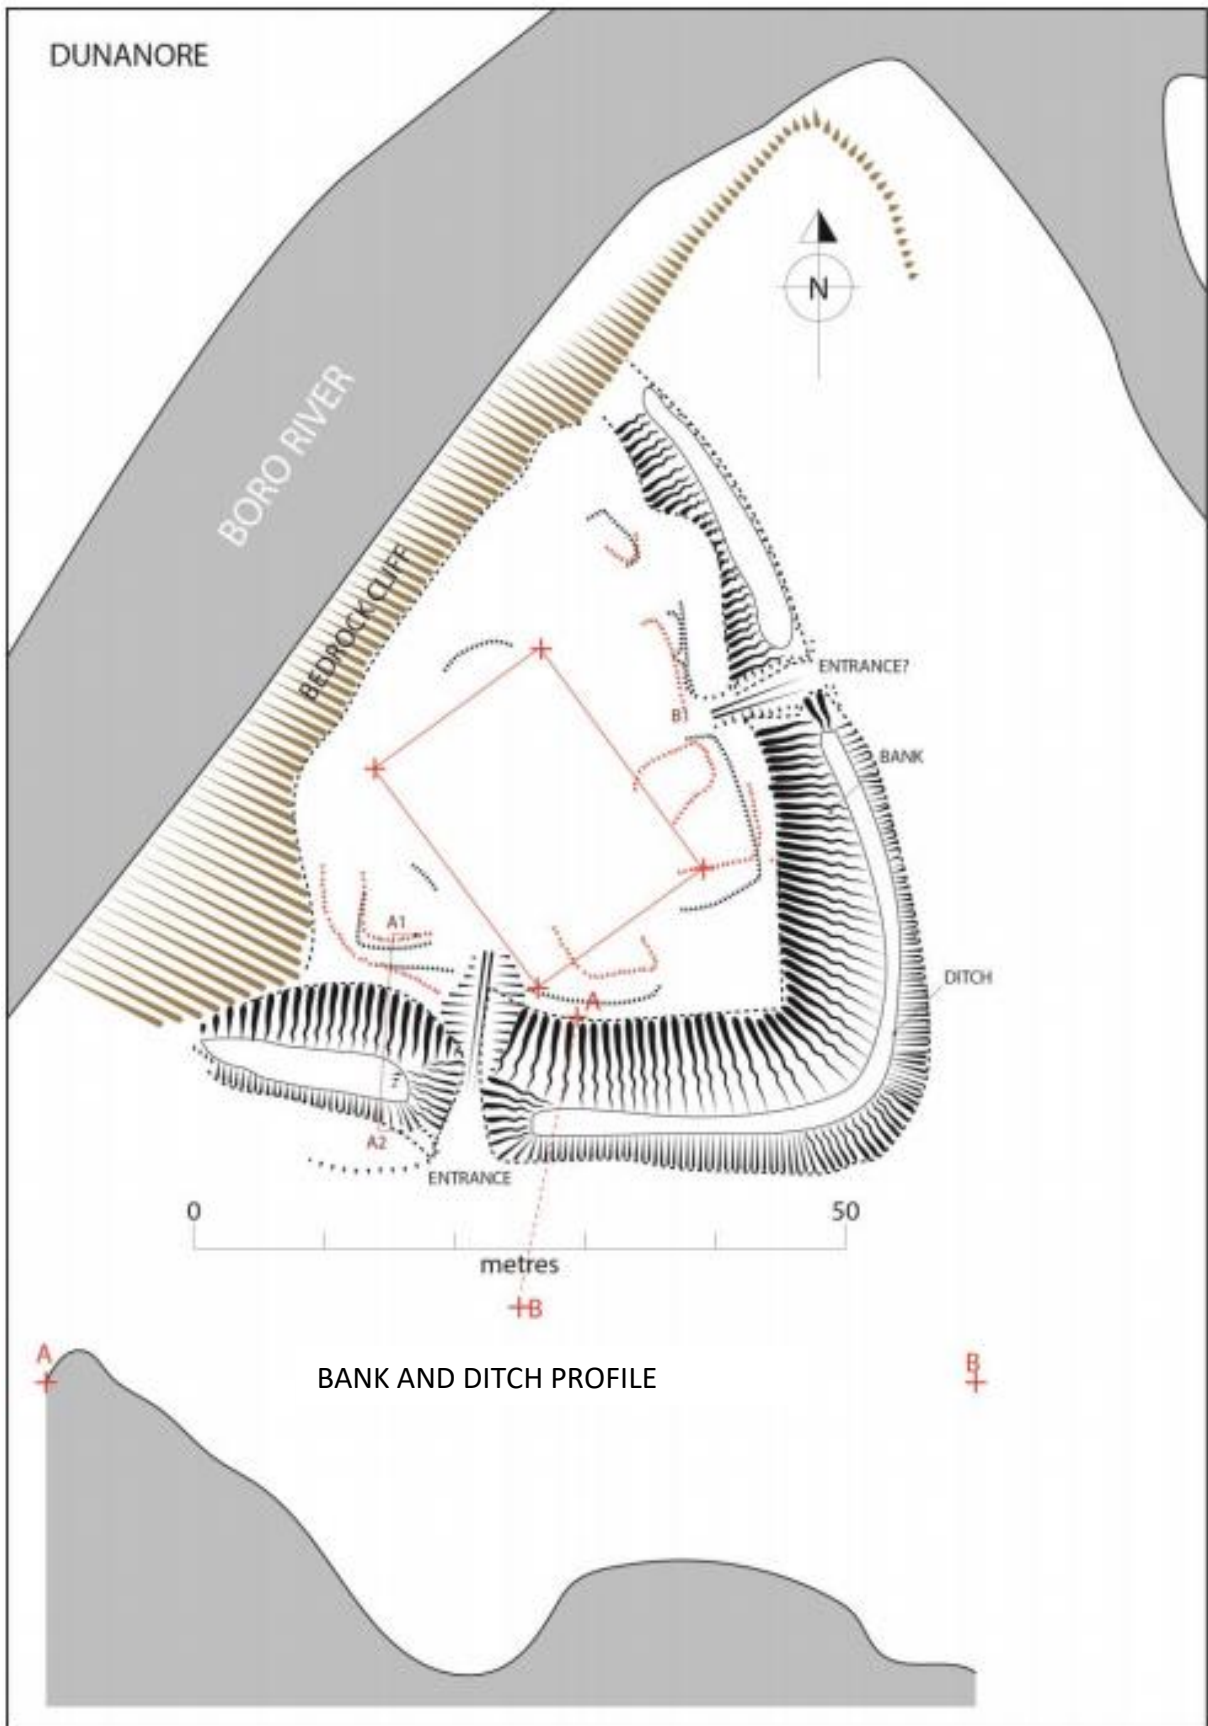 DUNANORE
N
BORO RIVER
BEDROCK CLIFF
ENTRANCE?
B1
BANK
A1
DITCH
A
A2
ENTRANCE
0 50
metres
B
A B
BANK AND DITCH PROFILE